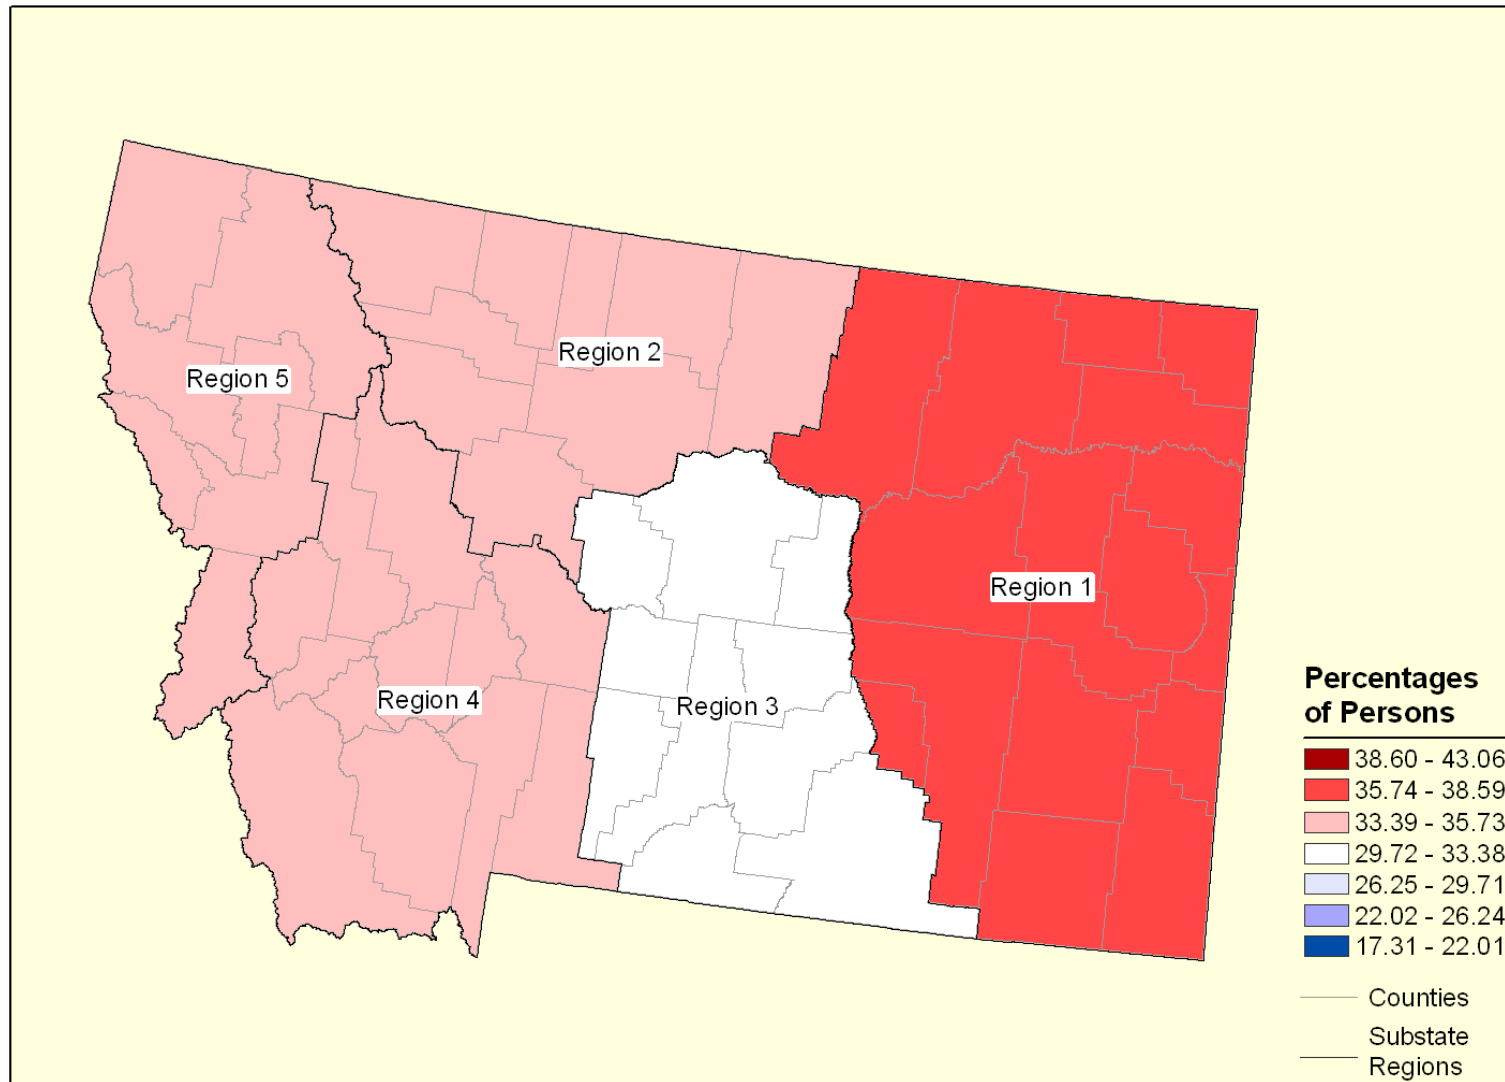 Region 2
Region 5
Region 1
Region 4
Region 3
Percentages
of Persons
38.60 - 43.06
35.74 - 38.59
33.39 - 35.73
29.72 - 33.38
26.25 - 29.71
22.02 - 26.24
17.31 - 22.01
Counties
Substate
Regions